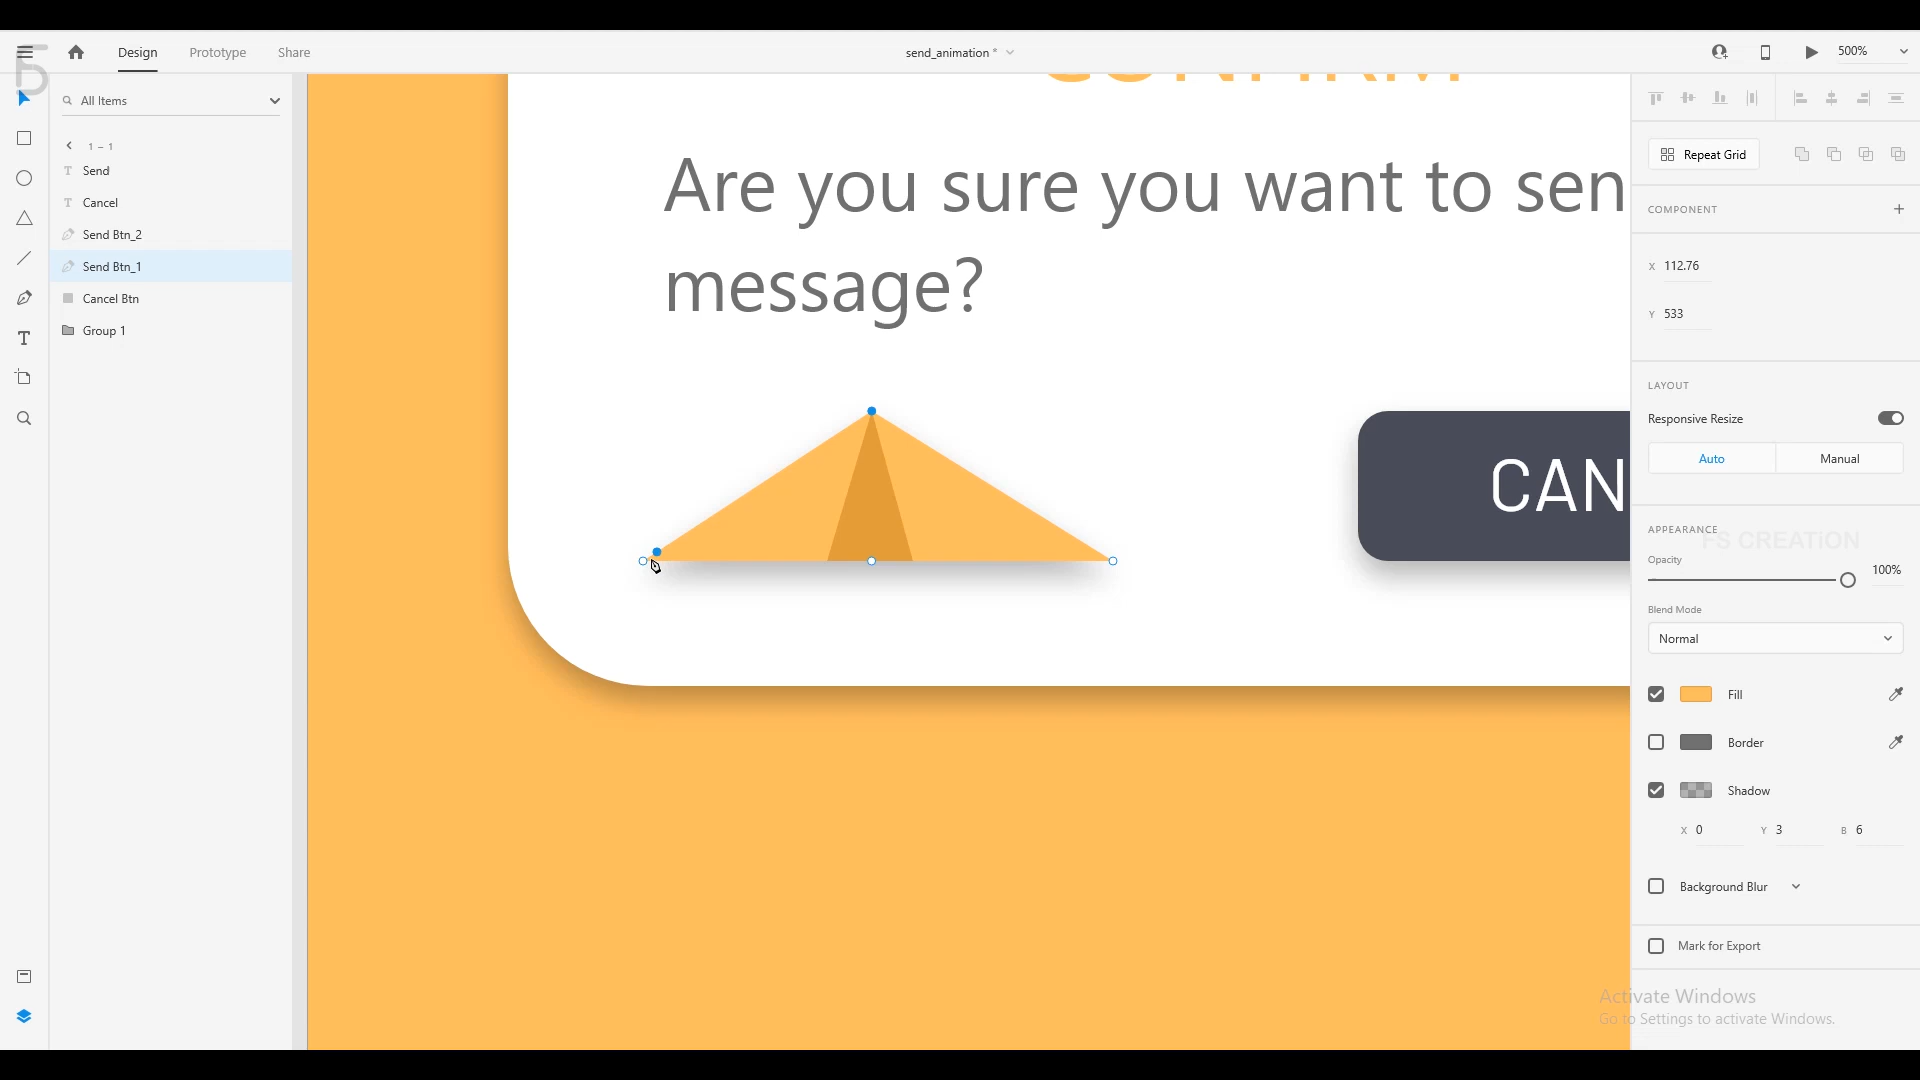 Design
Prototype
Share
send_animation *
500%
All Items
1 – 1
Send
Cancel
Send Btn_2
Send Btn_1
Cancel Btn
Group 1
CONFIRM
Are you sure you want to sen
message?
CAN
Repeat Grid
COMPONENT
X 112.76
Y 533
LAYOUT
Responsive Resize
Auto
Manual
APPEARANCE
FS CREATiON
Opacity
100%
Blend Mode
Normal
Fill
Border
Shadow
X 0 Y 3 B 6
Background Blur
Mark for Export
Activate Windows
Go to Settings to activate Windows.